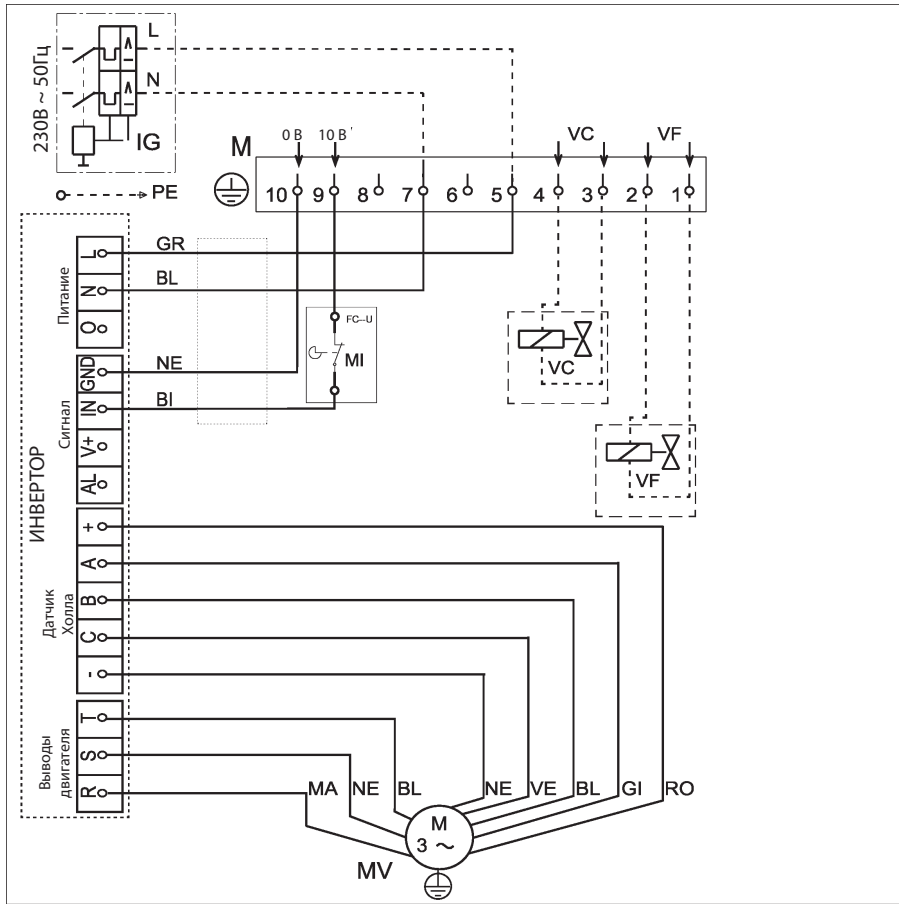 230В ~ 50Гц
L
N
IG
PE
M
0 В
10 В '
VC
VF
10 9 8 7 6 5 4 3 2 1
ИНВЕРТОР
Питание
L
N
O
GR
BL
Сигнал
GND
IN
V+
AL
NE
BI
FC--U
MI
VC
VF
Датчик
Холла
+
A
B
C
-
Выводы
двигателя
T
S
R
MA NE BL NE VE BL GI RO
M
3 ~
MV